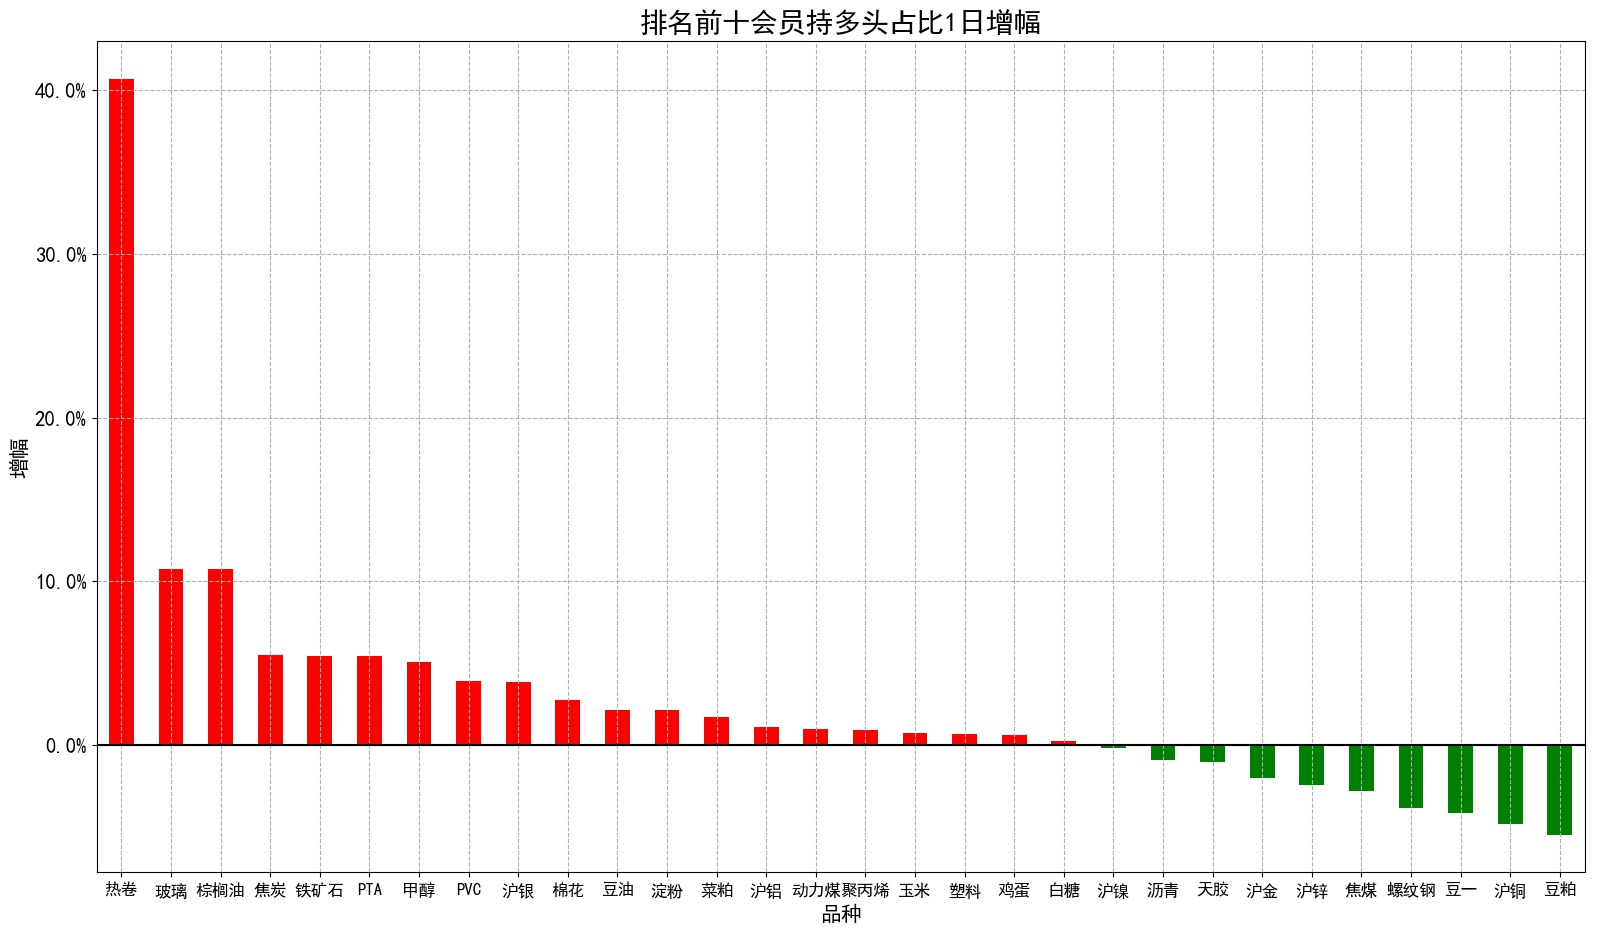 排名前十会员持多头占比1日增幅
40.0%
30.0%
20.0%
10.0%
0.0%
增幅
热卷 玻璃 棕榈油 焦炭 铁矿石 PTA 甲醇 PVC 沪银 棉花 豆油 淀粉 菜粕 沪铝 动力煤 聚丙烯 玉米 塑料 鸡蛋 白糖 沪镍 沥青 天胶 沪金 沪锌 焦煤 螺纹钢 豆一 沪铜 豆粕
品种